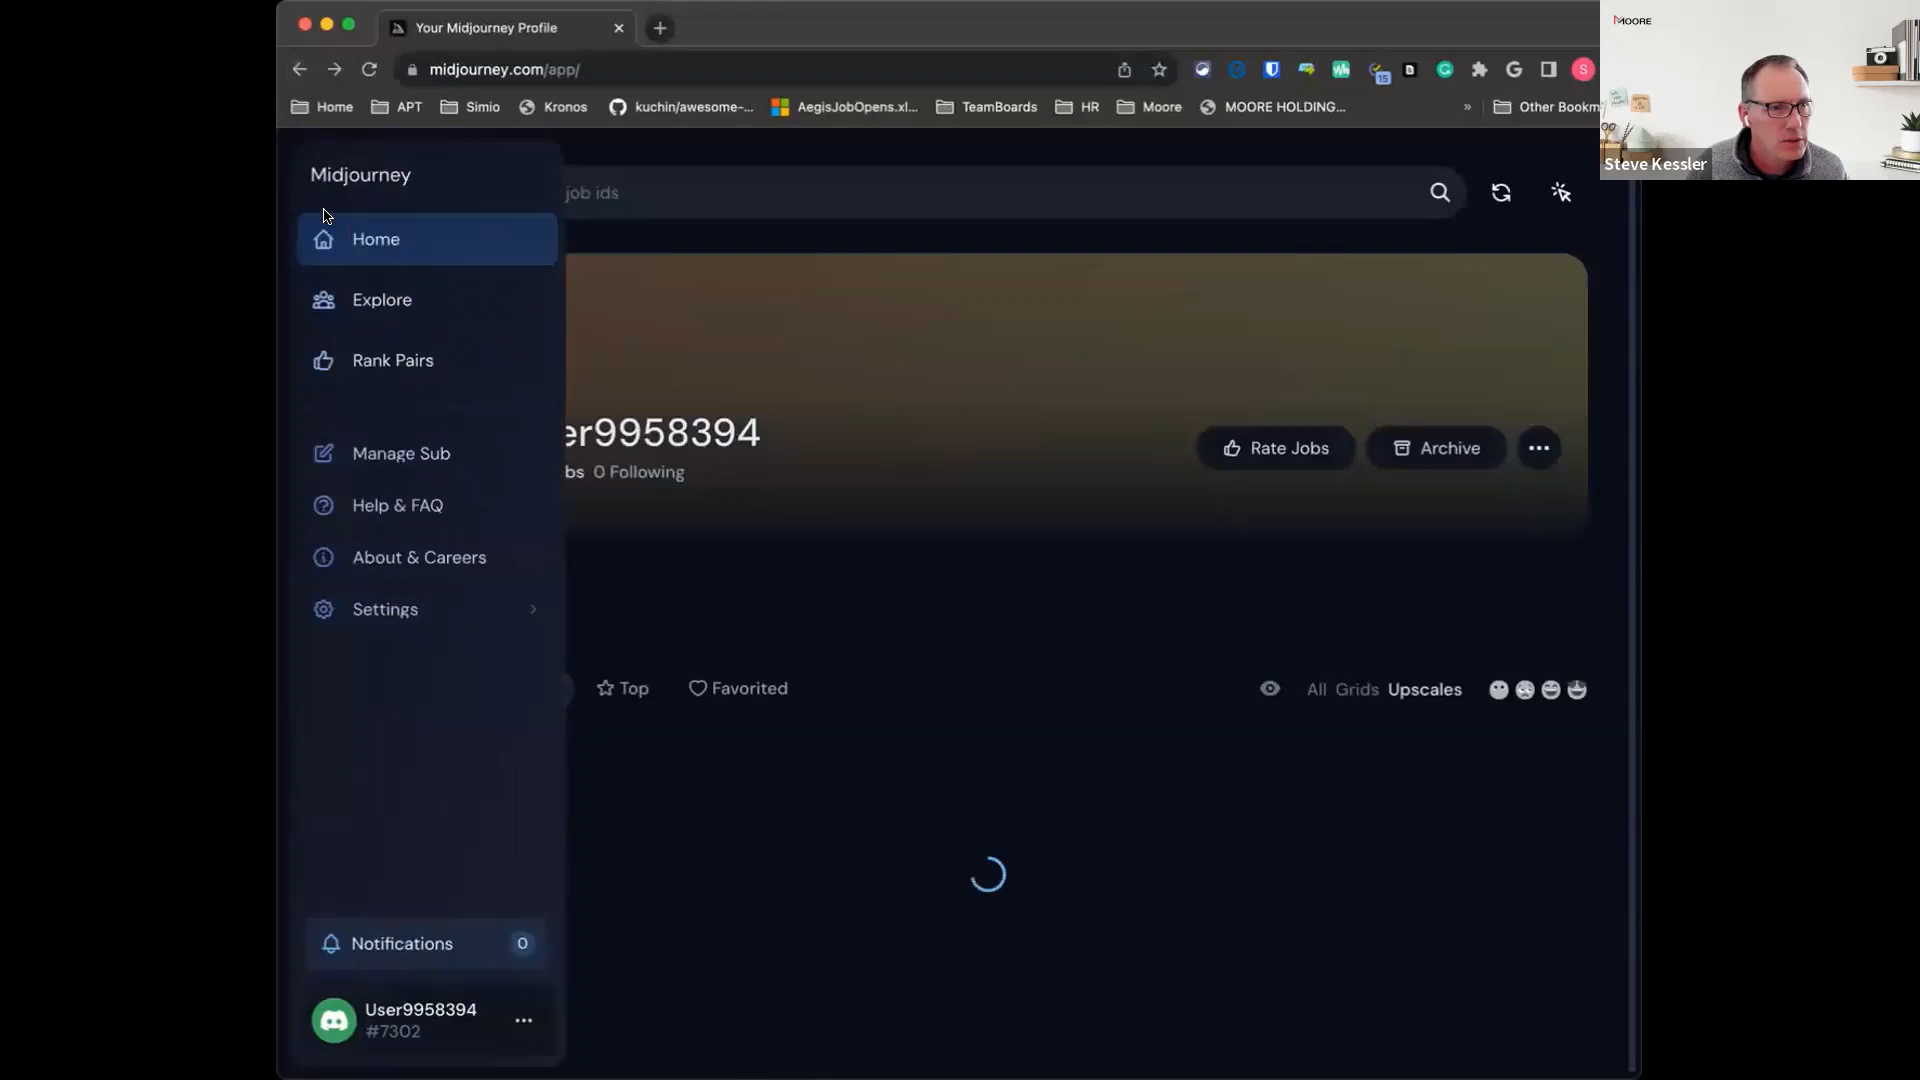 Your Midjourney Profile
midjourney.com/app/
15
S
Home
APT
Simio
Kronos
kuchin/awesome-...
AegisJobOpens.xl...
TeamBoards
HR
Moore
MOORE HOLDING...
»
Other Bookm
MOORE
Steve Kessler
Midjourney
job ids
Home
Explore
Rank Pairs
er9958394
bs 0 Following
Rate Jobs
Archive
Manage Sub
Help & FAQ
About & Careers
Settings
Top
Favorited
All Grids Upscales
Notifications 0
User9958394
#7302